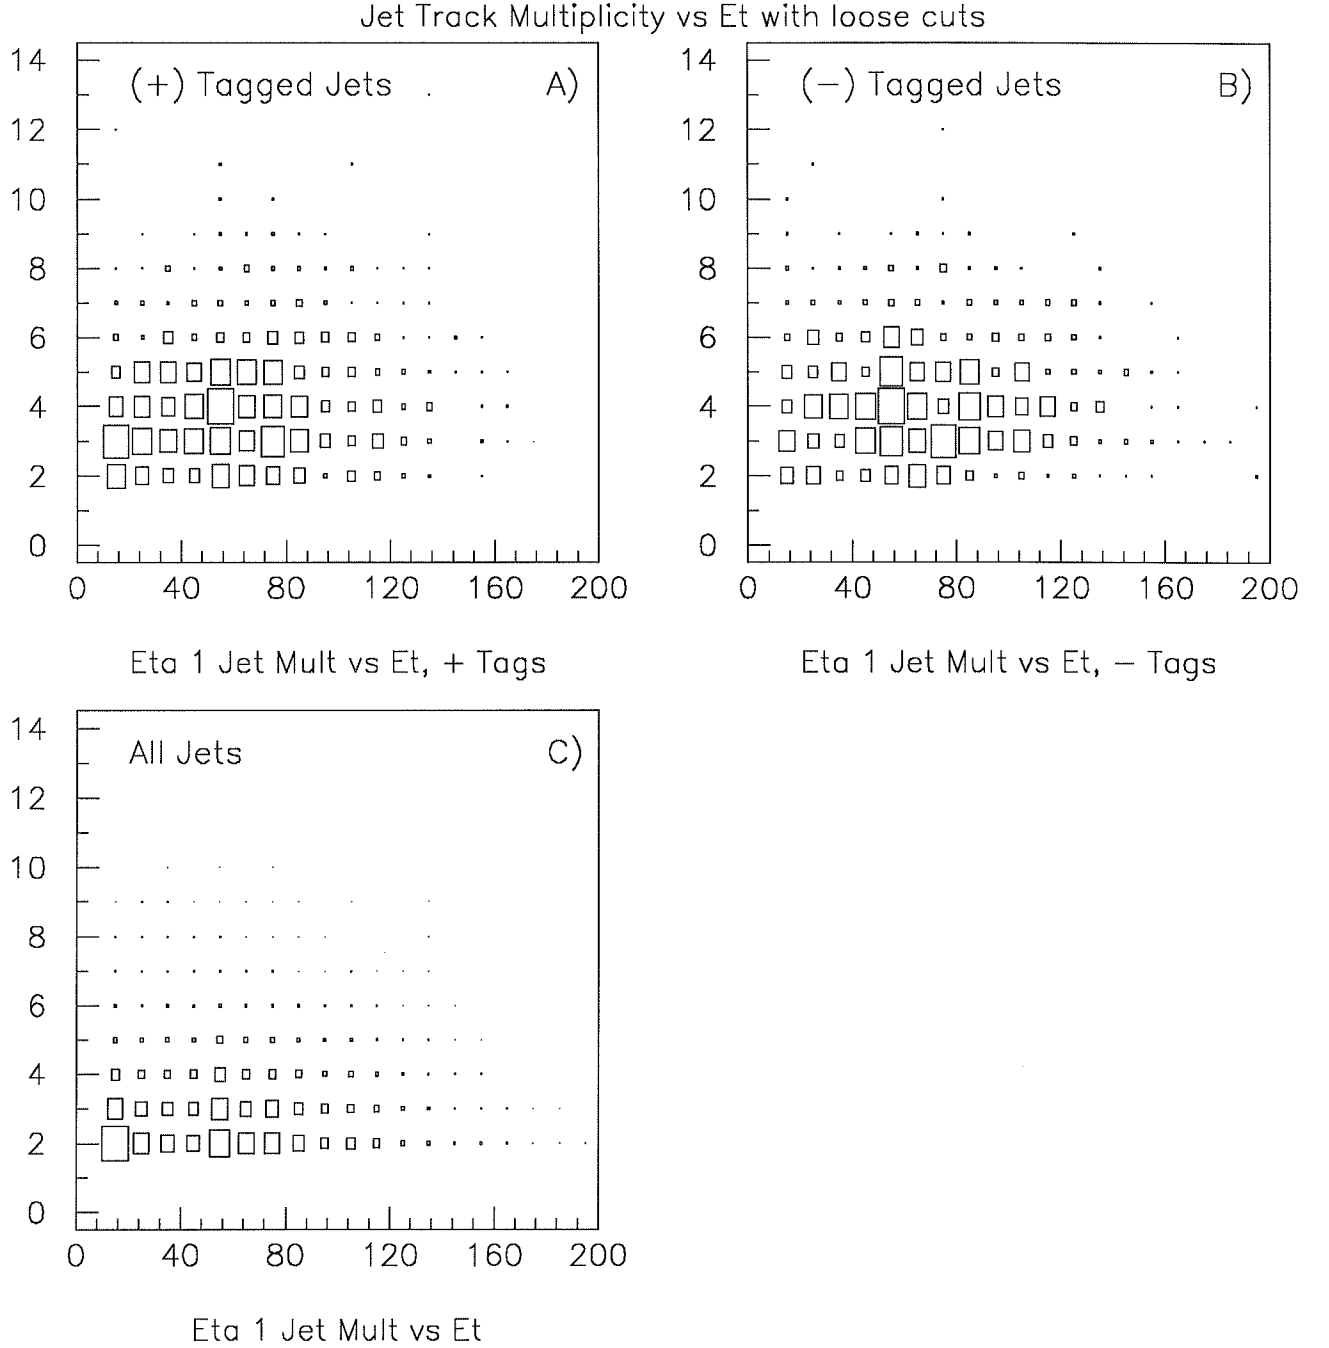 Jet Track Multiplicity vs Et with loose cuts
(+) Tagged Jets A)
14
12
10
8
6
4
2
0
0 40 80 120 160 200
Eta 1 Jet Mult vs Et, + Tags
(−) Tagged Jets B)
14
12
10
8
6
4
2
0
0 40 80 120 160 200
Eta 1 Jet Mult vs Et, − Tags
All Jets C)
14
12
10
8
6
4
2
0
0 40 80 120 160 200
Eta 1 Jet Mult vs Et